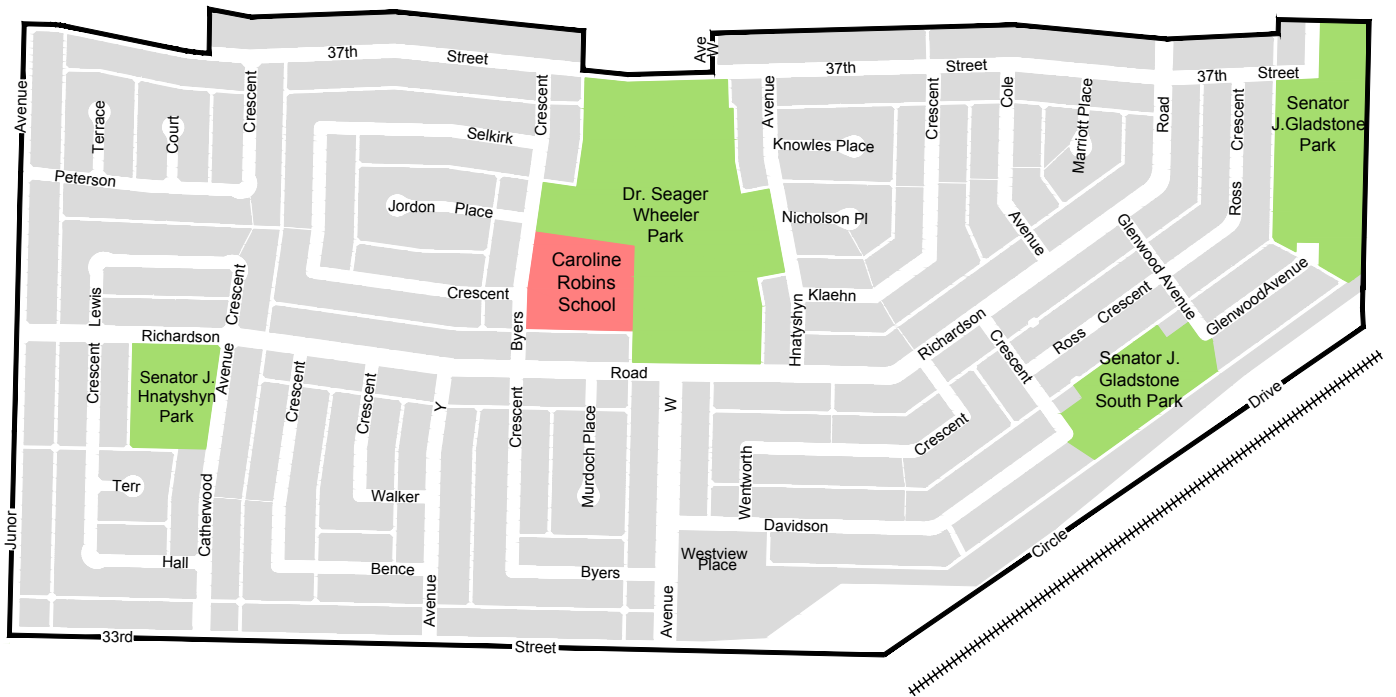 37th
Street
Ave
W
37th
Street
37th
Street
Avenue
Terrace
Court
Crescent
Selkirk
Crescent
Avenue
Knowles Place
Crescent
Cole
Marriott Place
Road
Crescent
Senator
J.Gladstone
Park
Peterson
Jordon Place
Dr. Seager
Wheeler
Park
Nicholson Pl
Avenue
Glenwood Avenue
Ross
Caroline
Robins
School
Crescent
Crescent
Klaehn
Hnatyshyn
Crescent
Glenwood Avenue
Lewis
Richardson
Byers
Richardson
Crescent
Ross
Senator J.
Gladstone
South Park
Senator J.
Hnatyshyn
Park
Avenue
Crescent
Crescent
Crescent
Y
Crescent
Murdoch Place
Road
W
Crescent
Drive
Terr
Catherwood
Walker
Wentworth
Davidson
Junor
Hall
Bence
Byers
Westview
Place
Circle
Avenue
Avenue
33rd
Street